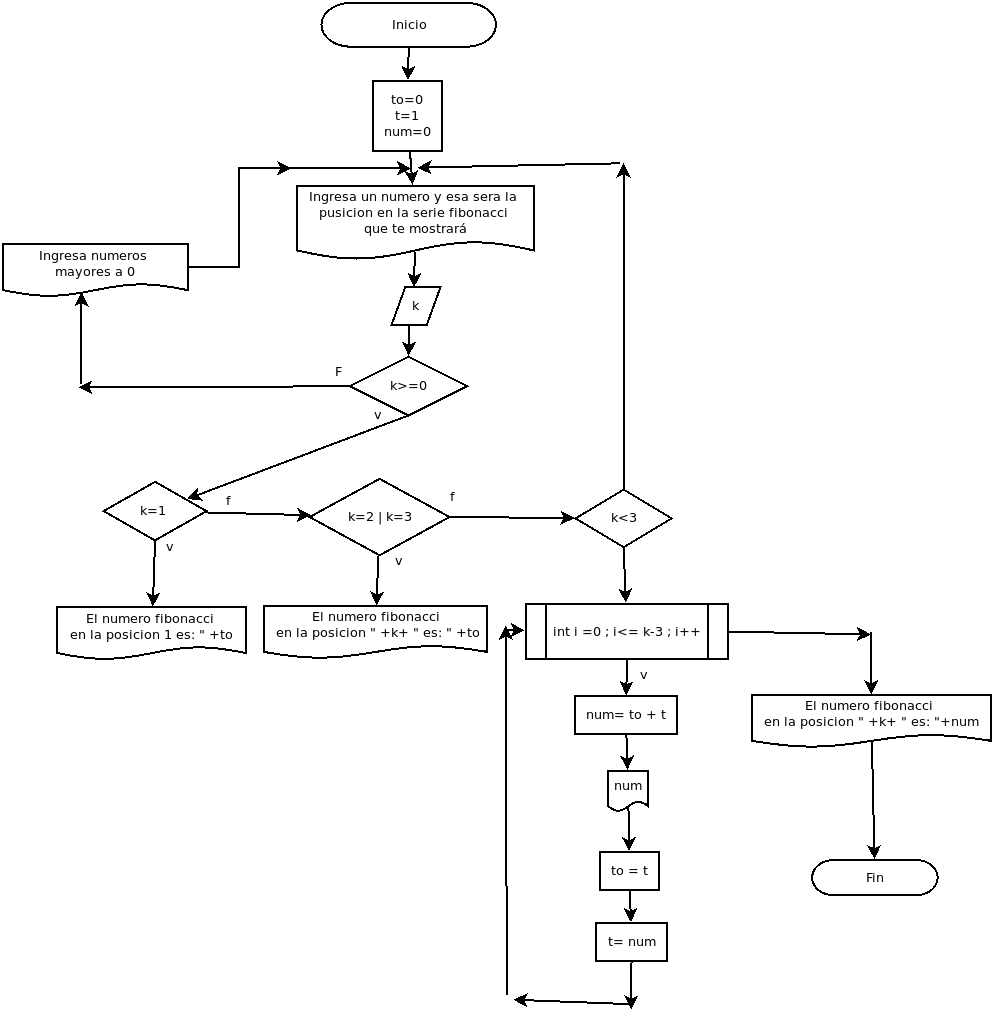 Inicio
to=0
t=1
num=0
Ingresa un numero y esa sera la
pusicion en la serie fibonacci
que te mostrará
Ingresa numeros
mayores a 0
k
F
k>=0
v
k=1
f
k=2 | k=3
f
k<3
v
v
El numero fibonacci
en la posicion 1 es: " +to
El numero fibonacci
en la posicion " +k+ " es: " +to
int i =0 ; i<= k-3 ; i++
v
num= to + t
El numero fibonacci
en la posicion " +k+ " es: "+num
num
to = t
Fin
t= num